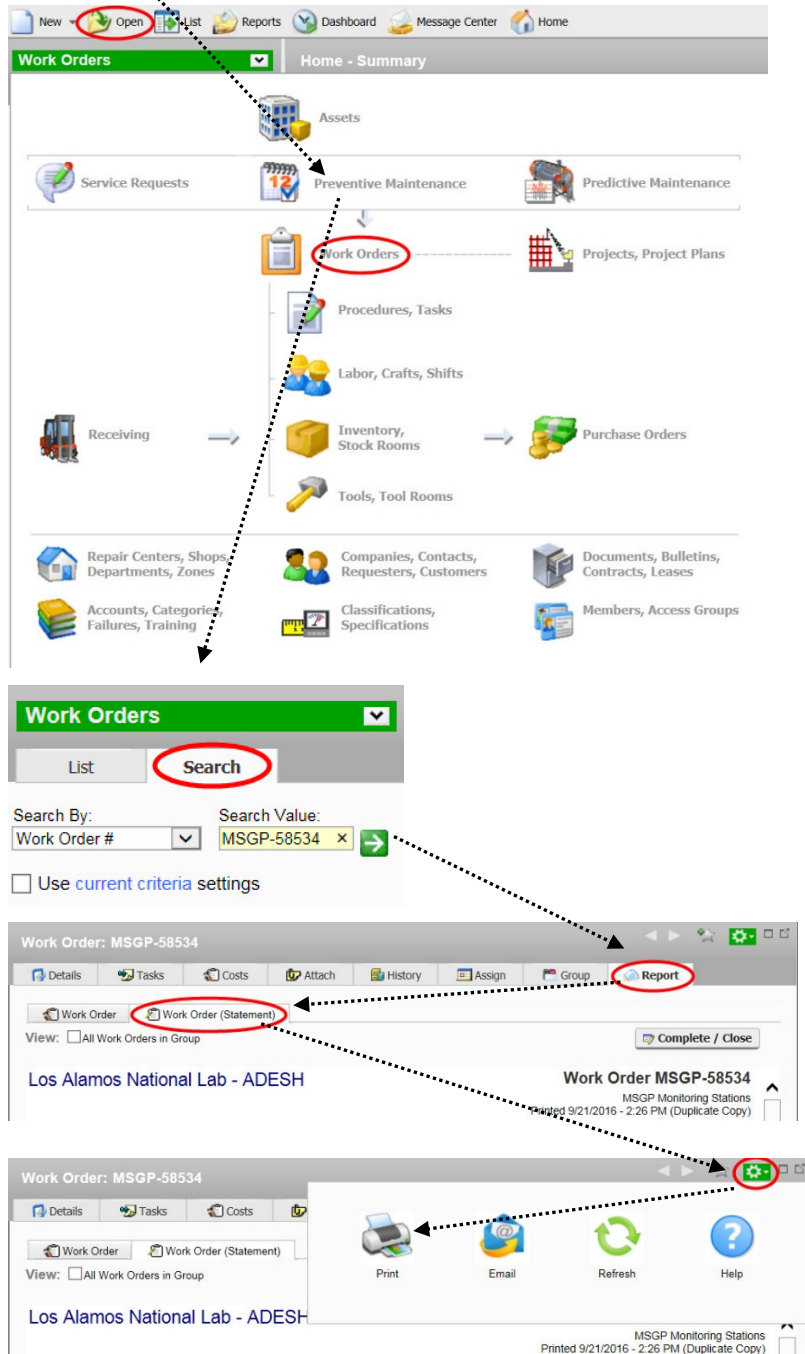 New Open List Reports Dashboard Message Center Home
Work Orders Home - Summary
Assets
Service Requests Preventive Maintenance Predictive Maintenance
Work Orders Projects, Project Plans
Procedures, Tasks
Labor, Crafts, Shifts
Receiving
Inventory,
Stock Rooms
Purchase Orders
Tools, Tool Rooms
Repair Centers, Shops,
Departments, Zones
Companies, Contacts,
Requesters, Customers
Documents, Bulletins,
Contracts, Leases
Accounts, Categories,
Failures, Training
Classifications,
Specifications
Members, Access Groups
Work Orders
List Search
Search By: Search Value:
Work Order # MSGP-58534 ×
Use current criteria settings
Work Order: MSGP-58534
Details Tasks Costs Attach History Assign Group Report
Work Order Work Order (Statement)
View: All Work Orders in Group Complete / Close
Los Alamos National Lab - ADESH Work Order MSGP-58534
MSGP Monitoring Stations
Printed 9/21/2016 - 2:26 PM (Duplicate Copy)
Work Order: MSGP-58534
Details Tasks Costs
Work Order Work Order (Statement)
View: All Work Orders in Group
Print Email Refresh Help
Los Alamos National Lab - ADESH
MSGP Monitoring Stations
Printed 9/21/2016 - 2:26 PM (Duplicate Copy)